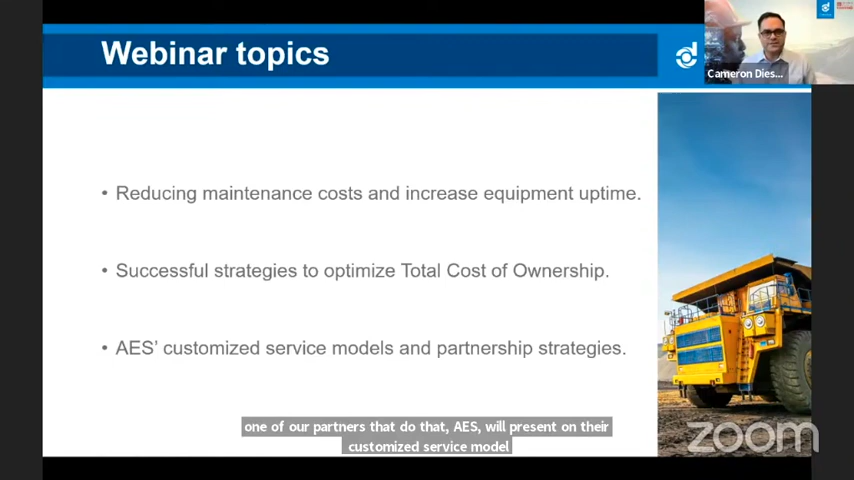 Webinar topics
Cameron Dies...
• Reducing maintenance costs and increase equipment uptime.
• Successful strategies to optimize Total Cost of Ownership.
• AES’ customized service models and partnership strategies.
one of our partners that do that, AES, will present on their
customized service model
zoom